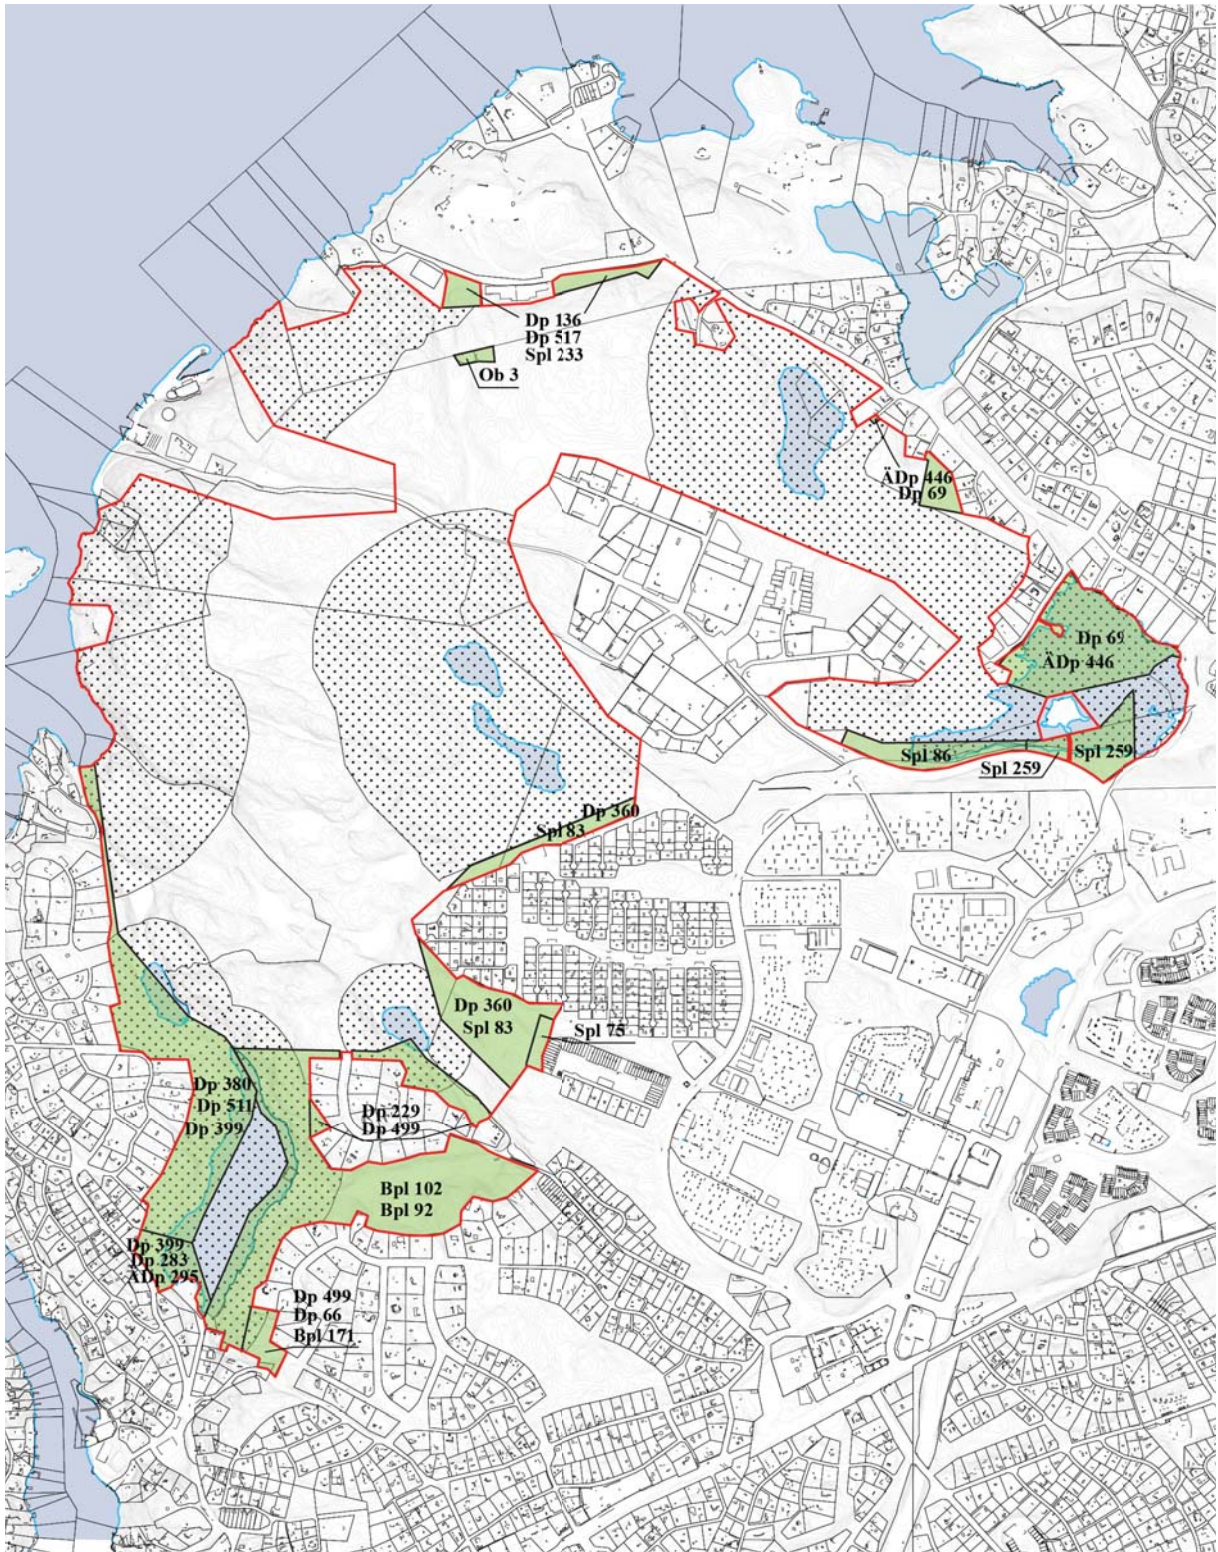 Dp 136
Dp 517
Spl 233
Ob 3
ÄDp 446
Dp 69
Dp 69
ÄDp 446
Spl 86
Spl 259
Spl 259
Dp 360
Spl 83
Dp 360
Spl 83
Spl 75
Dp 380
Dp 511
Dp 399
Dp 229
Dp 499
Bpl 102
Bpl 92
Dp 399
Dp 283
ÄDp 295
Dp 499
Dp 66
Bpl 171